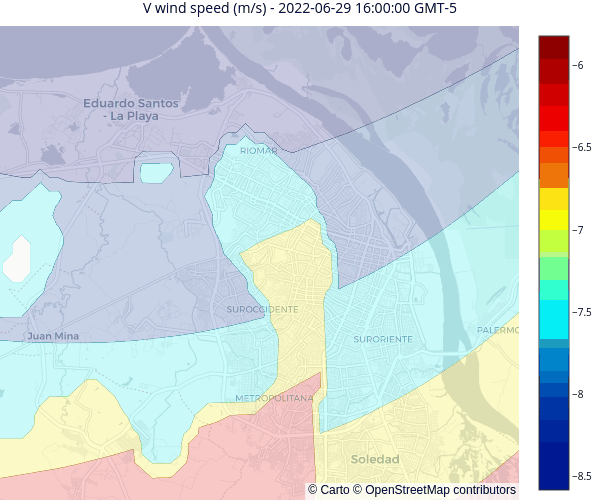 V wind speed (m/s) - 2022-06-29 16:00:00 GMT-5
Eduardo Santos
- La Playa
RIOMAR
SUROCCIDENTE
Juan Mina
SURORIENTE
PALERMO
METROPOLITANA
Soledad
−6
−6.5
−7
−7.5
−8
−8.5
© Carto © OpenStreetMap contributors